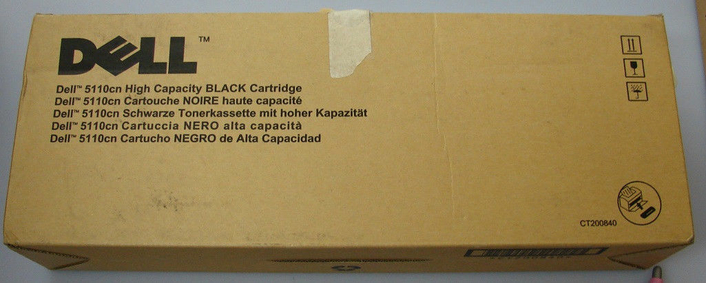 DELL™
Dell™ 5110cn High Capacity BLACK Cartridge
Dell™ 5110cn Cartouche NOIRE haute capacité
Dell™ 5110cn Schwarze Tonerkassette mit hoher Kapazität
Dell™ 5110cn Cartuccia NERO alta capacità
Dell™ 5110cn Cartucho NEGRO de Alta Capacidad
CT200840